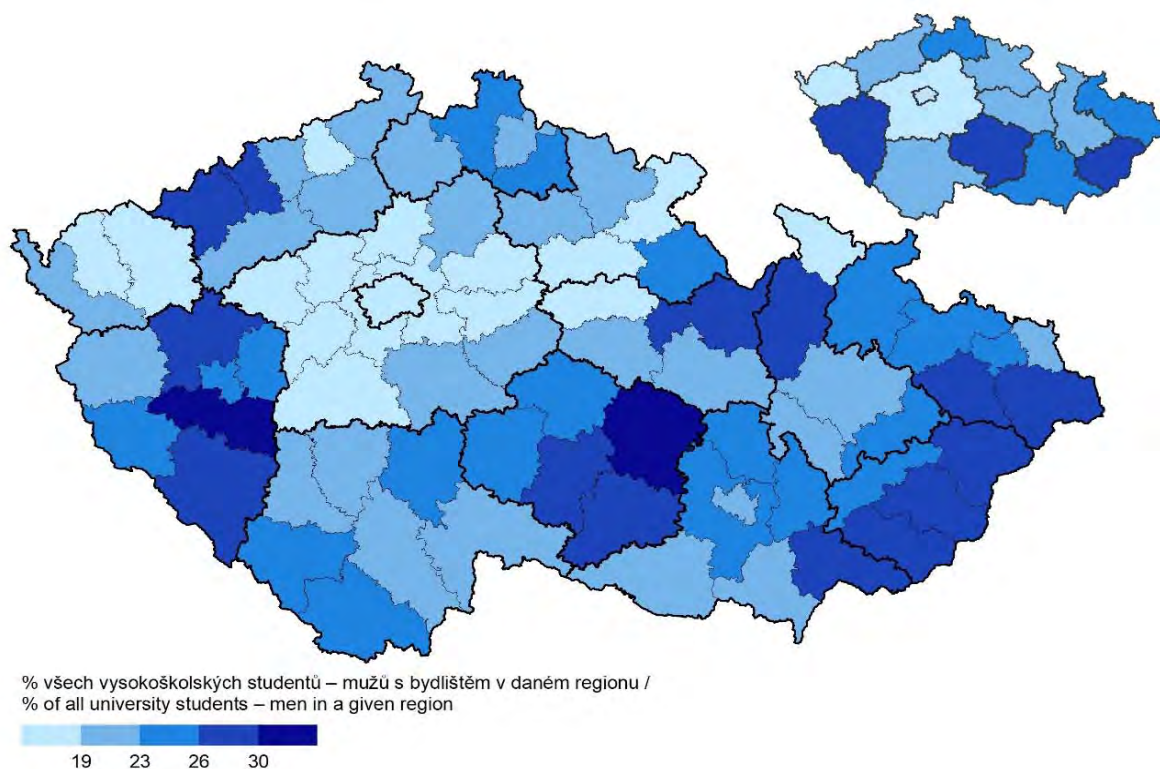 % všech vysokoškolských studentů – mužů s bydlištěm v daném regionu /
% of all university students – men in a given region
19 23 26 30